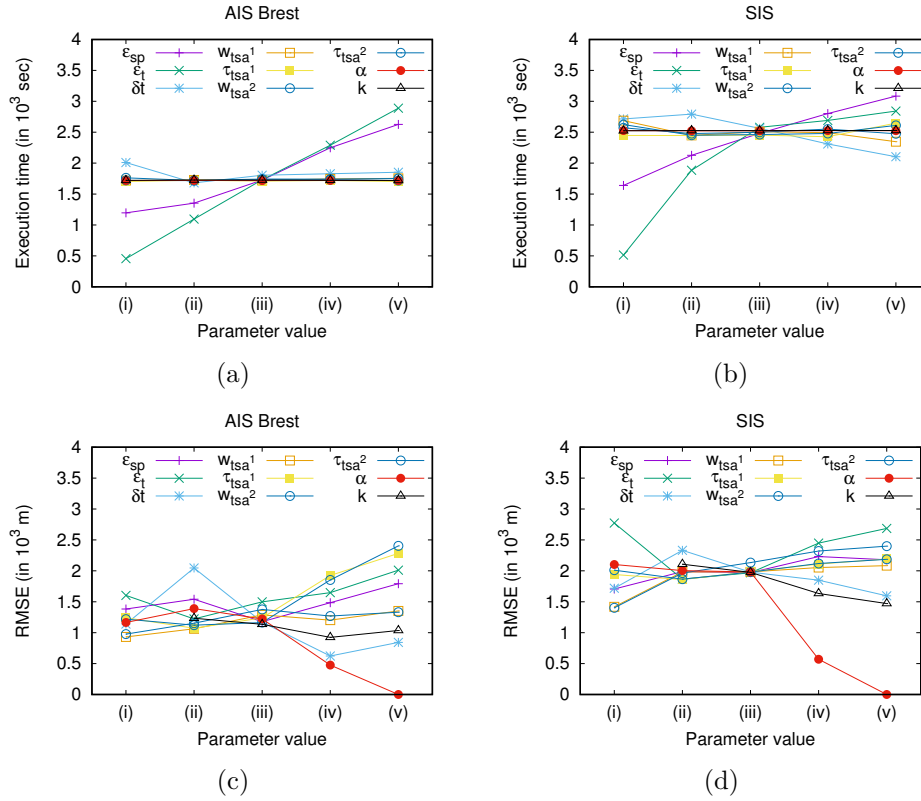 AIS Brest
Execution time (in 10³ sec)
4
3.5
3
2.5
2
1.5
1
0.5
0
ε_sp w_tsa¹ τ_tsa²
ε_t τ_tsa¹ α
δt w_tsa² k
(i) (ii) (iii) (iv) (v)
Parameter value
(a)
SIS
Execution time (in 10³ sec)
4
3.5
3
2.5
2
1.5
1
0.5
0
ε_sp w_tsa¹ τ_tsa²
ε_t τ_tsa¹ α
δt w_tsa² k
(i) (ii) (iii) (iv) (v)
Parameter value
(b)
AIS Brest
RMSE (in 10³ m)
4
3.5
3
2.5
2
1.5
1
0.5
0
ε_sp w_tsa¹ τ_tsa²
ε_t τ_tsa¹ α
δt w_tsa² k
(i) (ii) (iii) (iv) (v)
Parameter value
(c)
SIS
RMSE (in 10³ m)
4
3.5
3
2.5
2
1.5
1
0.5
0
ε_sp w_tsa¹ τ_tsa²
ε_t τ_tsa¹ α
δt w_tsa² k
(i) (ii) (iii) (iv) (v)
Parameter value
(d)